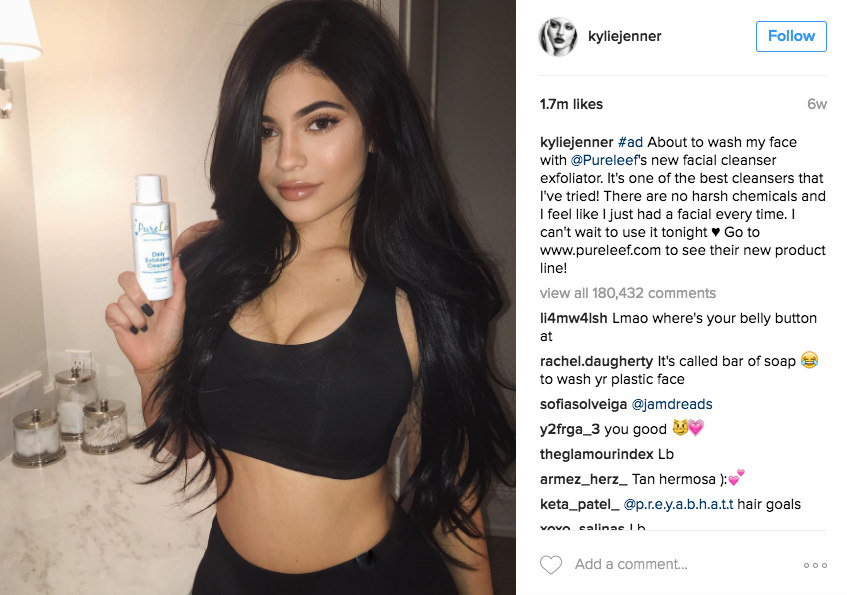 PureLe
Daily
Exfoliating
Cleanser
kyliejenner
Follow
1.7m likes
6w
kyliejenner #ad About to wash my face
with @Pureleef's new facial cleanser
exfoliator. It's one of the best cleansers that
I've tried! There are no harsh chemicals and
I feel like I just had a facial every time. I
can't wait to use it tonight ♥ Go to
www.pureleef.com to see their new product
line!
view all 180,432 comments
li4mw4lsh Lmao where's your belly button
at
rachel.daugherty It's called bar of soap 😂
to wash yr plastic face
sofiasolveiga @jamdreads
y2frga_3 you good 😈💗
theglamourindex Lb
armez_herz_ Tan hermosa ):💕
keta_patel_ @p.r.e.y.a.b.h.a.t.t hair goals
xoxo_salinas Lb
Add a comment...